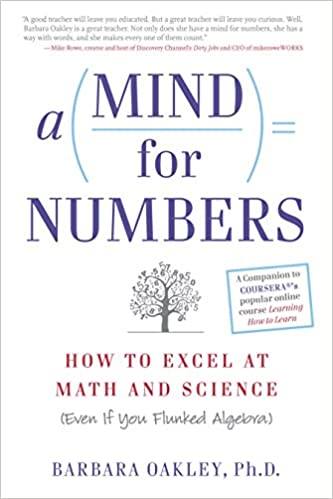 "A good teacher will leave you educated. But a great teacher will leave you curious. Well,
Barbara Oakley is a great teacher. Not only does she have a mind for numbers, she has
a way with words, and she makes every one of them count."
—Mike Rowe, creator and host of Discovery Channel's Dirty Jobs and CEO of mikeroweWORKS
a (MIND
for) =
NUMBERS
A Companion to
COURSERA®'s
popular online
course Learning
How to Learn
HOW TO EXCEL AT
MATH AND SCIENCE
(Even If You Flunked Algebra)
BARBARA OAKLEY, Ph.D.